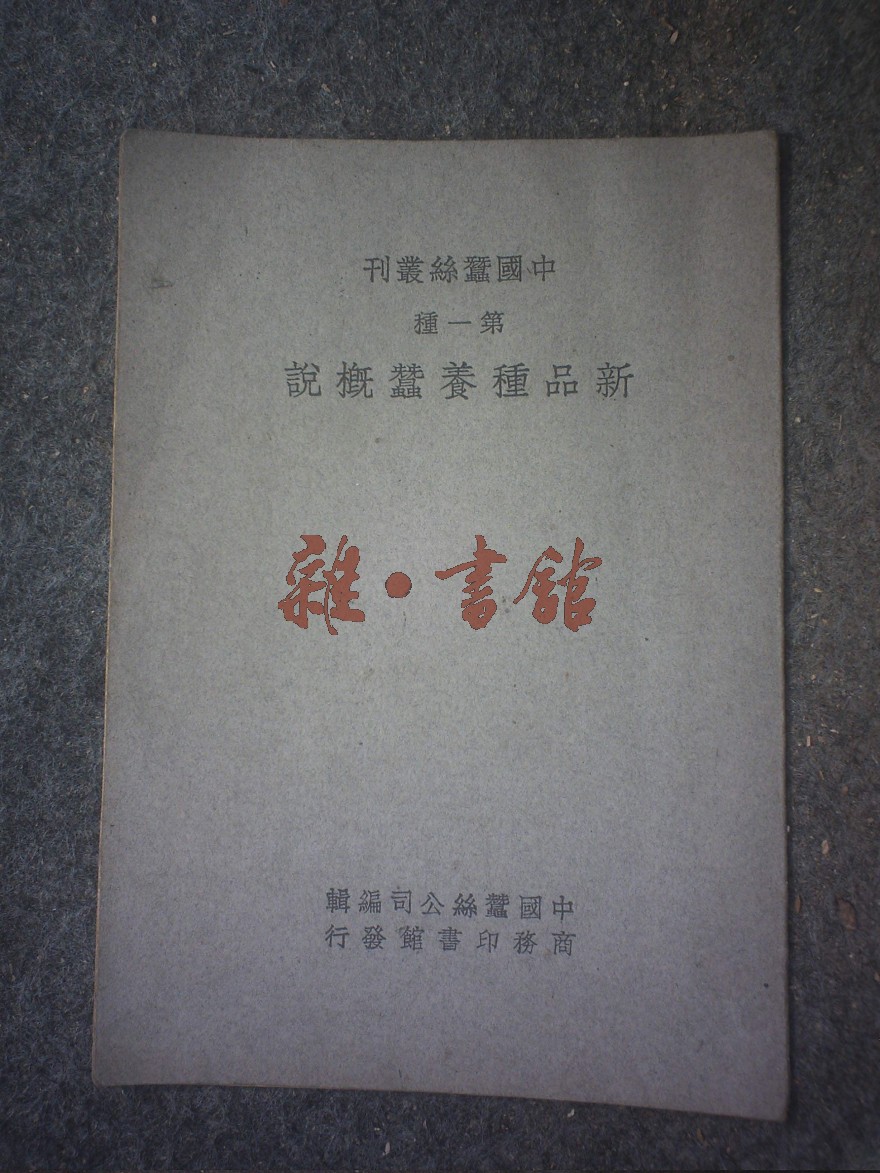 中國蠶絲叢刊
第一種
新品種養蠶概說
雜·書館
中國蠶絲公司編輯
商務印書館發行